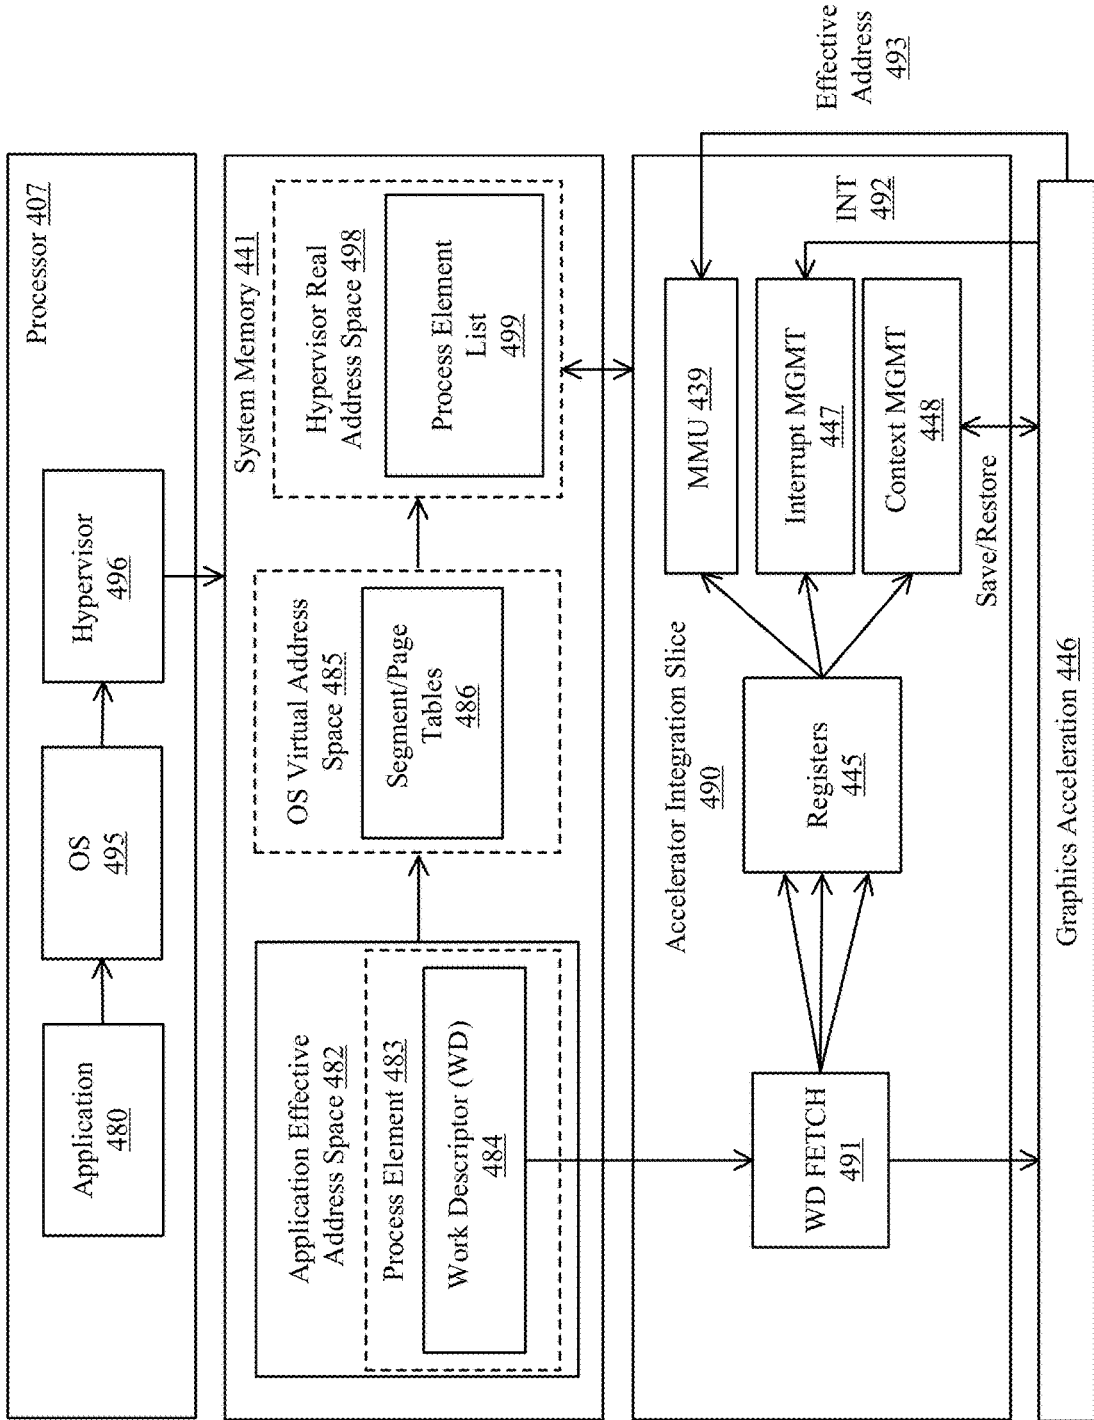 Processor 407
Application
480
OS
495
Hypervisor
496
System Memory 441
Application Effective
Address Space 482
Process Element 483
Work Descriptor (WD)
484
OS Virtual Address
Space 485
Segment/Page
Tables
486
Hypervisor Real
Address Space 498
Process Element
List
499
Accelerator Integration Slice
490
WD FETCH
491
Registers
445
MMU 439
Interrupt MGMT
447
Context MGMT
448
Save/Restore
INT
492
Effective
Address
493
Graphics Acceleration 446